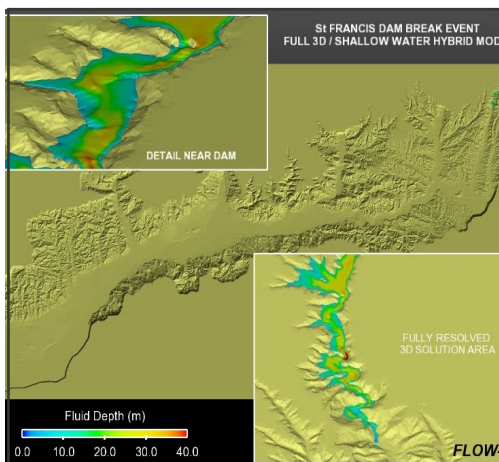 St FRANCIS DAM BREAK EVENT
FULL 3D / SHALLOW WATER HYBRID MOD
DETAIL NEAR DAM
FULLY RESOLVED
3D SOLUTION AREA
Fluid Depth (m)
0.0 10.0 20.0 30.0 40.0
FLOW-